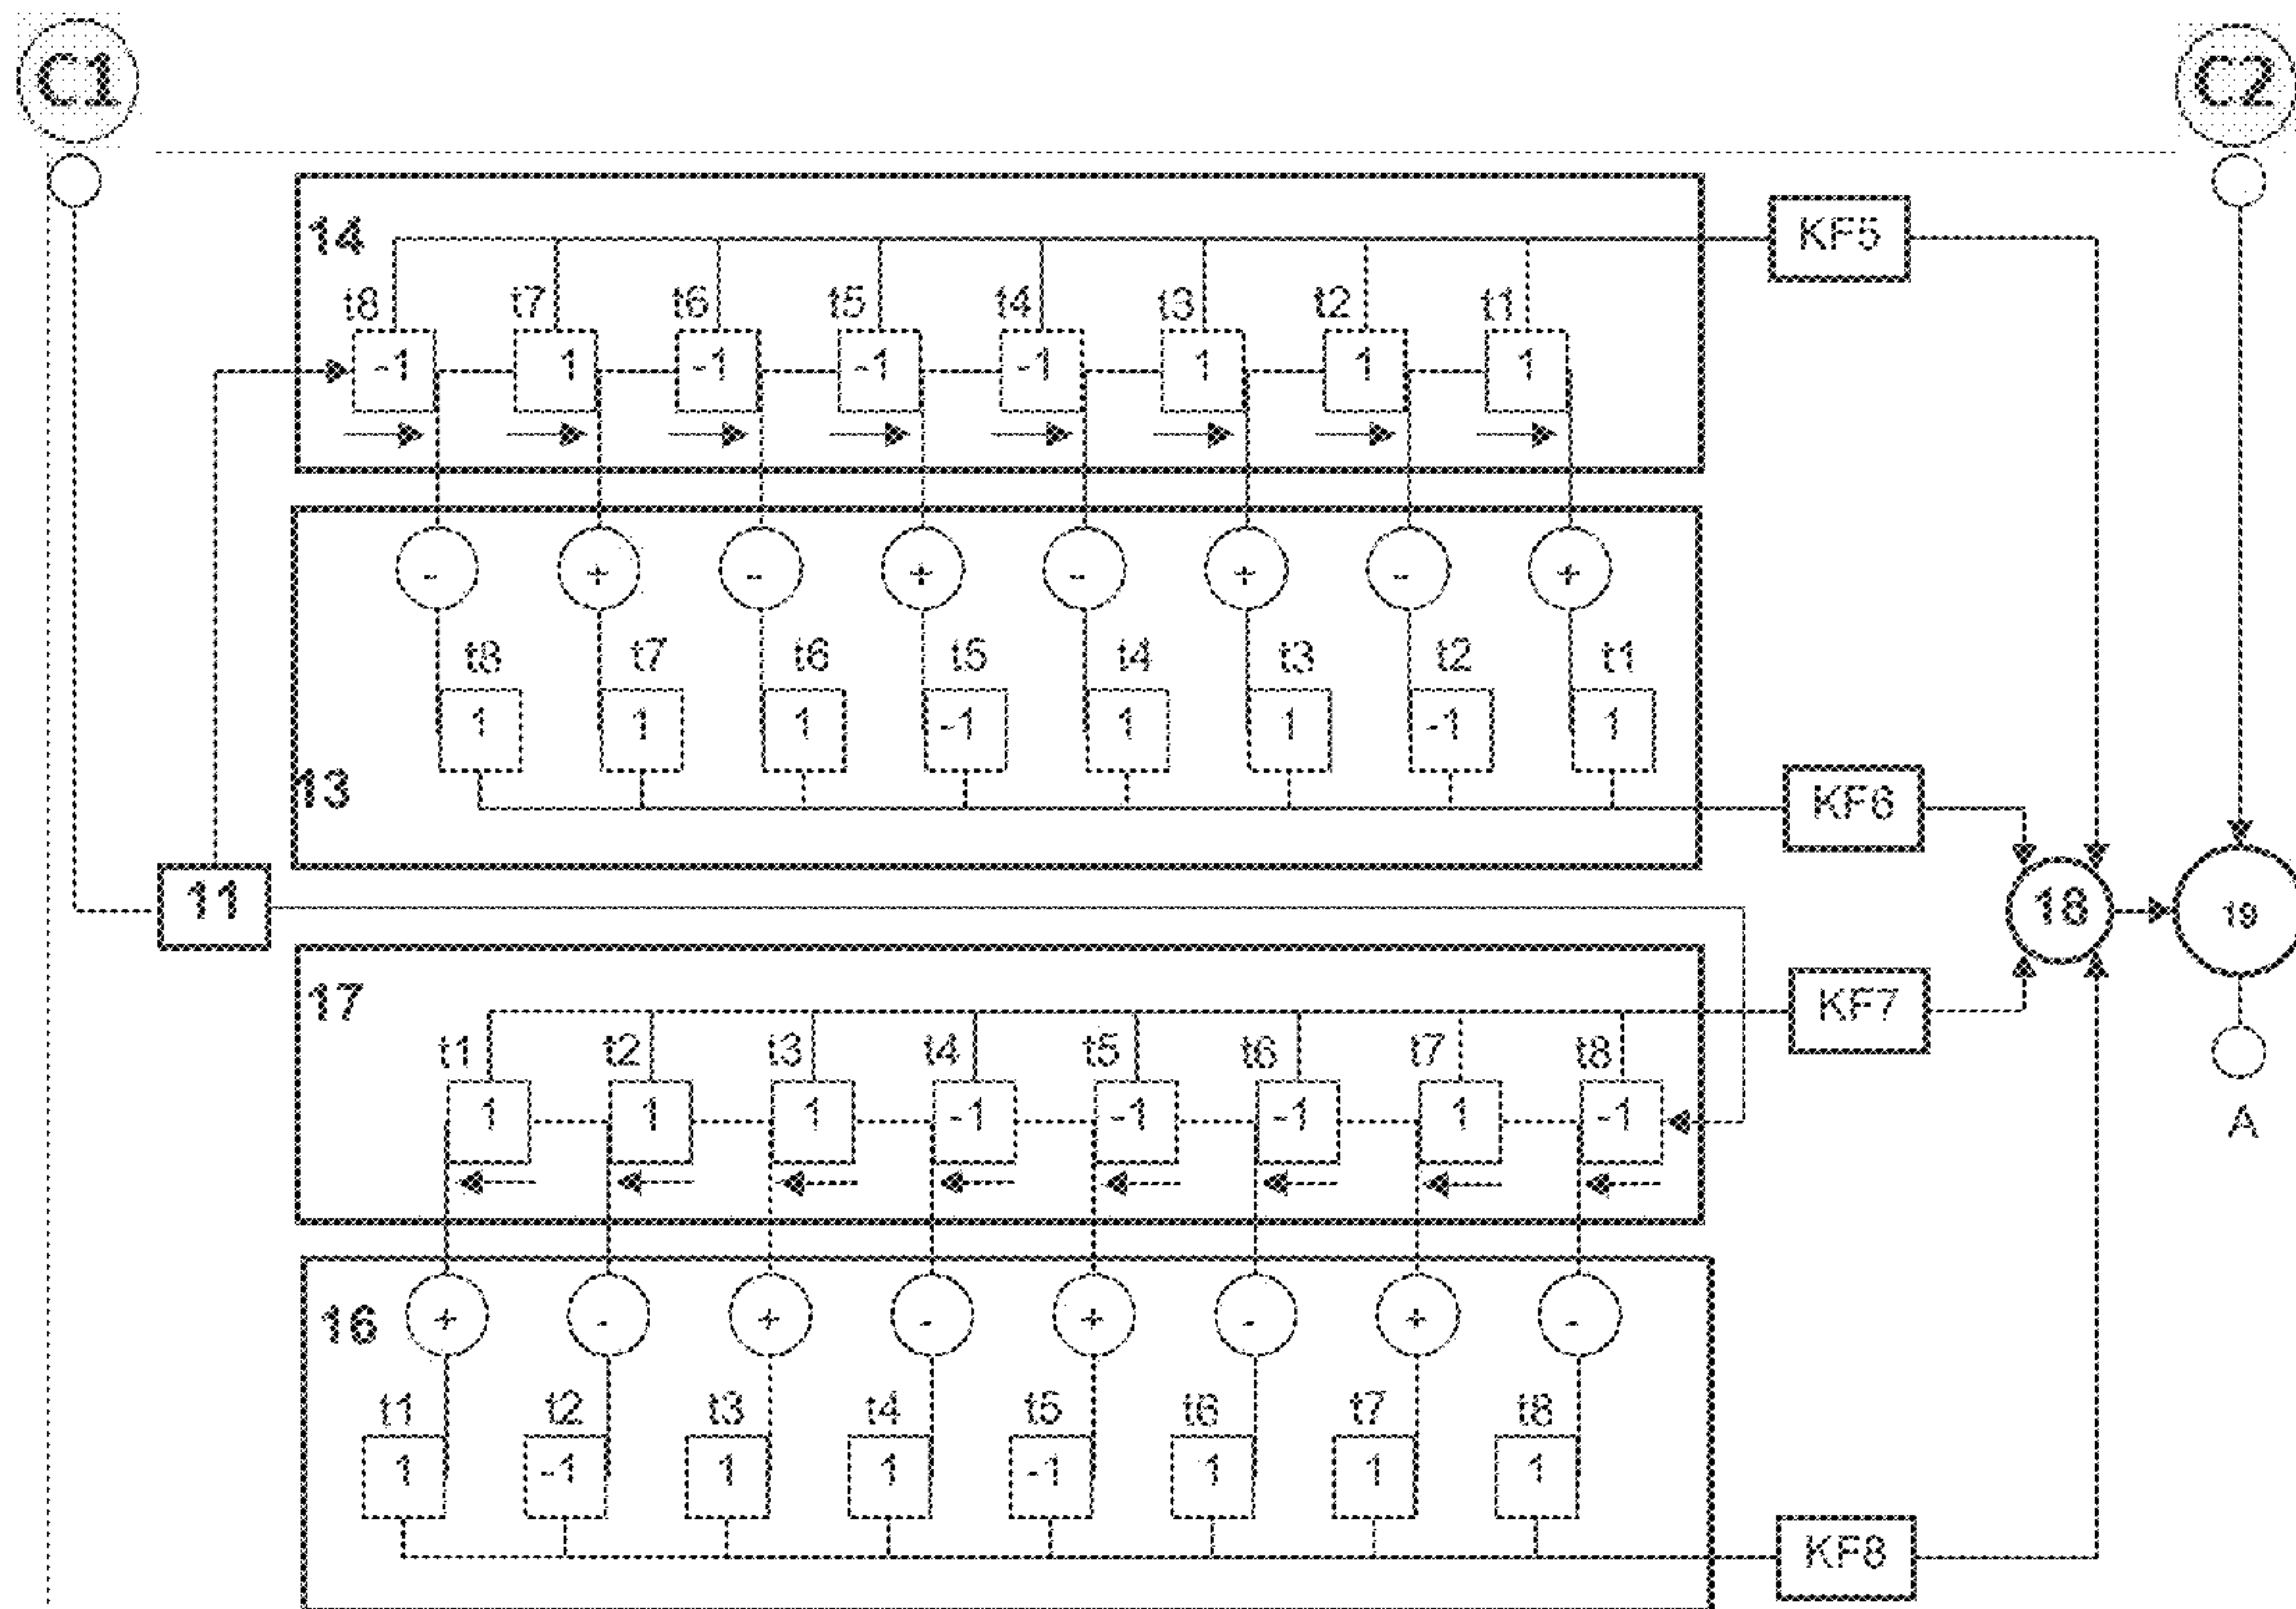 C1 C2
14 KF5
t8 t7 t6 t5 t4 t3 t2 t1
-1 1 -1 -1 -1 1 1 1
- + - + - + - +
t8 t7 t6 t5 t4 t3 t2 t1
1 1 1 -1 1 1 -1 1
13 KF6
11 18 19
17 KF7
t1 t2 t3 t4 t5 t6 t7 t8
1 1 1 -1 -1 -1 1 -1
A
16 + - + - + - + -
t1 t2 t3 t4 t5 t6 t7 t8
1 -1 1 1 -1 1 1 1
KF8